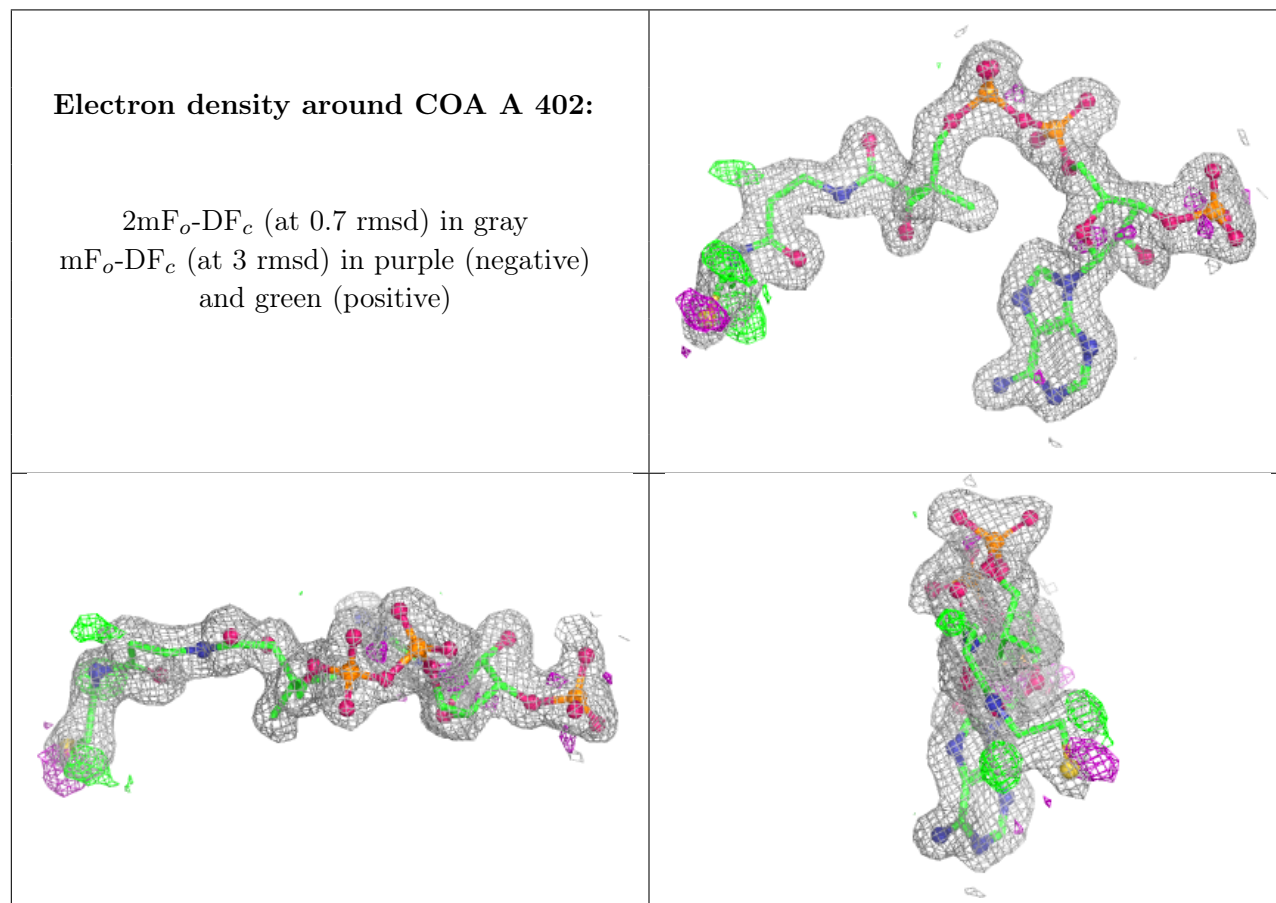 Electron density around COA A 402:
2mFo-DFc (at 0.7 rmsd) in gray
mFo-DFc (at 3 rmsd) in purple (negative)
and green (positive)